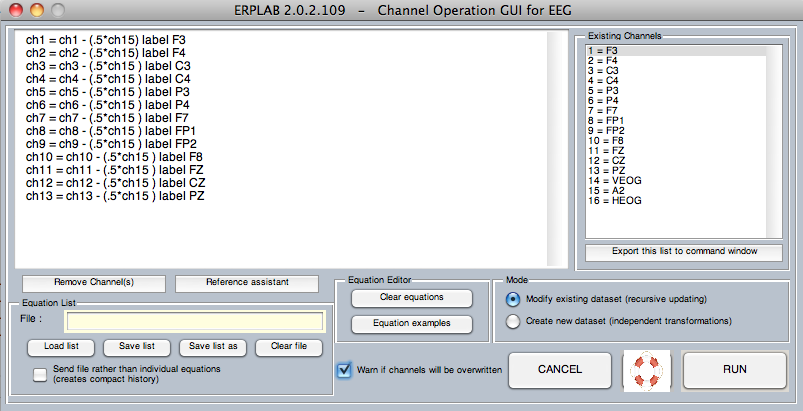 ERPLAB 2.0.2.109 - Channel Operation GUI for EEG
ch1 = ch1 - (.5*ch15) label F3
ch2 = ch2 - (.5*ch15 ) label F4
ch3 = ch3 - (.5*ch15 ) label C3
ch4 = ch4 - (.5*ch15 ) label C4
ch5 = ch5 - (.5*ch15 ) label P3
ch6 = ch6 - (.5*ch15 ) label P4
ch7 = ch7 - (.5*ch15 ) label F7
ch8 = ch8 - (.5*ch15 ) label FP1
ch9 = ch9 - (.5*ch15 ) label FP2
ch10 = ch10 - (.5*ch15 ) label F8
ch11 = ch11 - (.5*ch15 ) label FZ
ch12 = ch12 - (.5*ch15 ) label CZ
ch13 = ch13 - (.5*ch15 ) label PZ
Existing Channels
1 = F3
2 = F4
3 = C3
4 = C4
5 = P3
6 = P4
7 = F7
8 = FP1
9 = FP2
10 = F8
11 = FZ
12 = CZ
13 = PZ
14 = VEOG
15 = A2
16 = HEOG
Export this list to command window
Remove Channel(s)
Reference assistant
Equation List
File :
Load list
Save list
Save list as
Clear file
Send file rather than individual equations
(creates compact history)
Equation Editor
Clear equations
Equation examples
Mode
Modify existing dataset (recursive updating)
Create new dataset (independent transformations)
Warn if channels will be overwritten
CANCEL
RUN